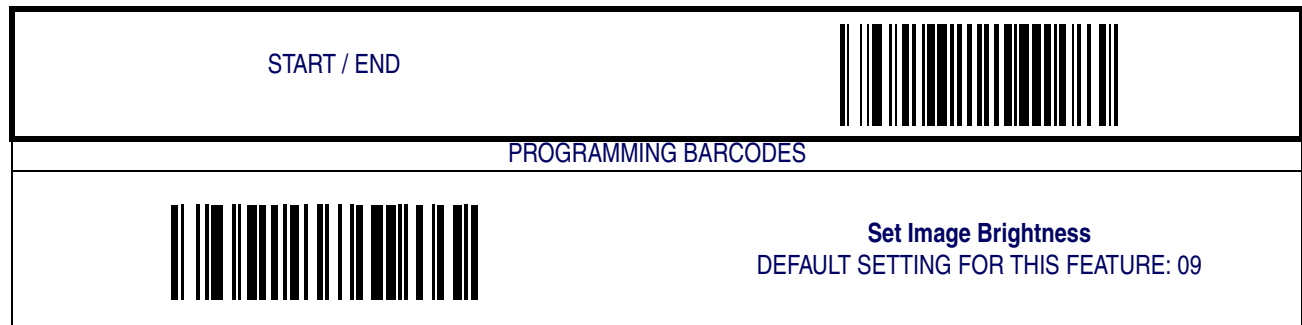 START / END
PROGRAMMING BARCODES
Set Image Brightness
DEFAULT SETTING FOR THIS FEATURE: 09